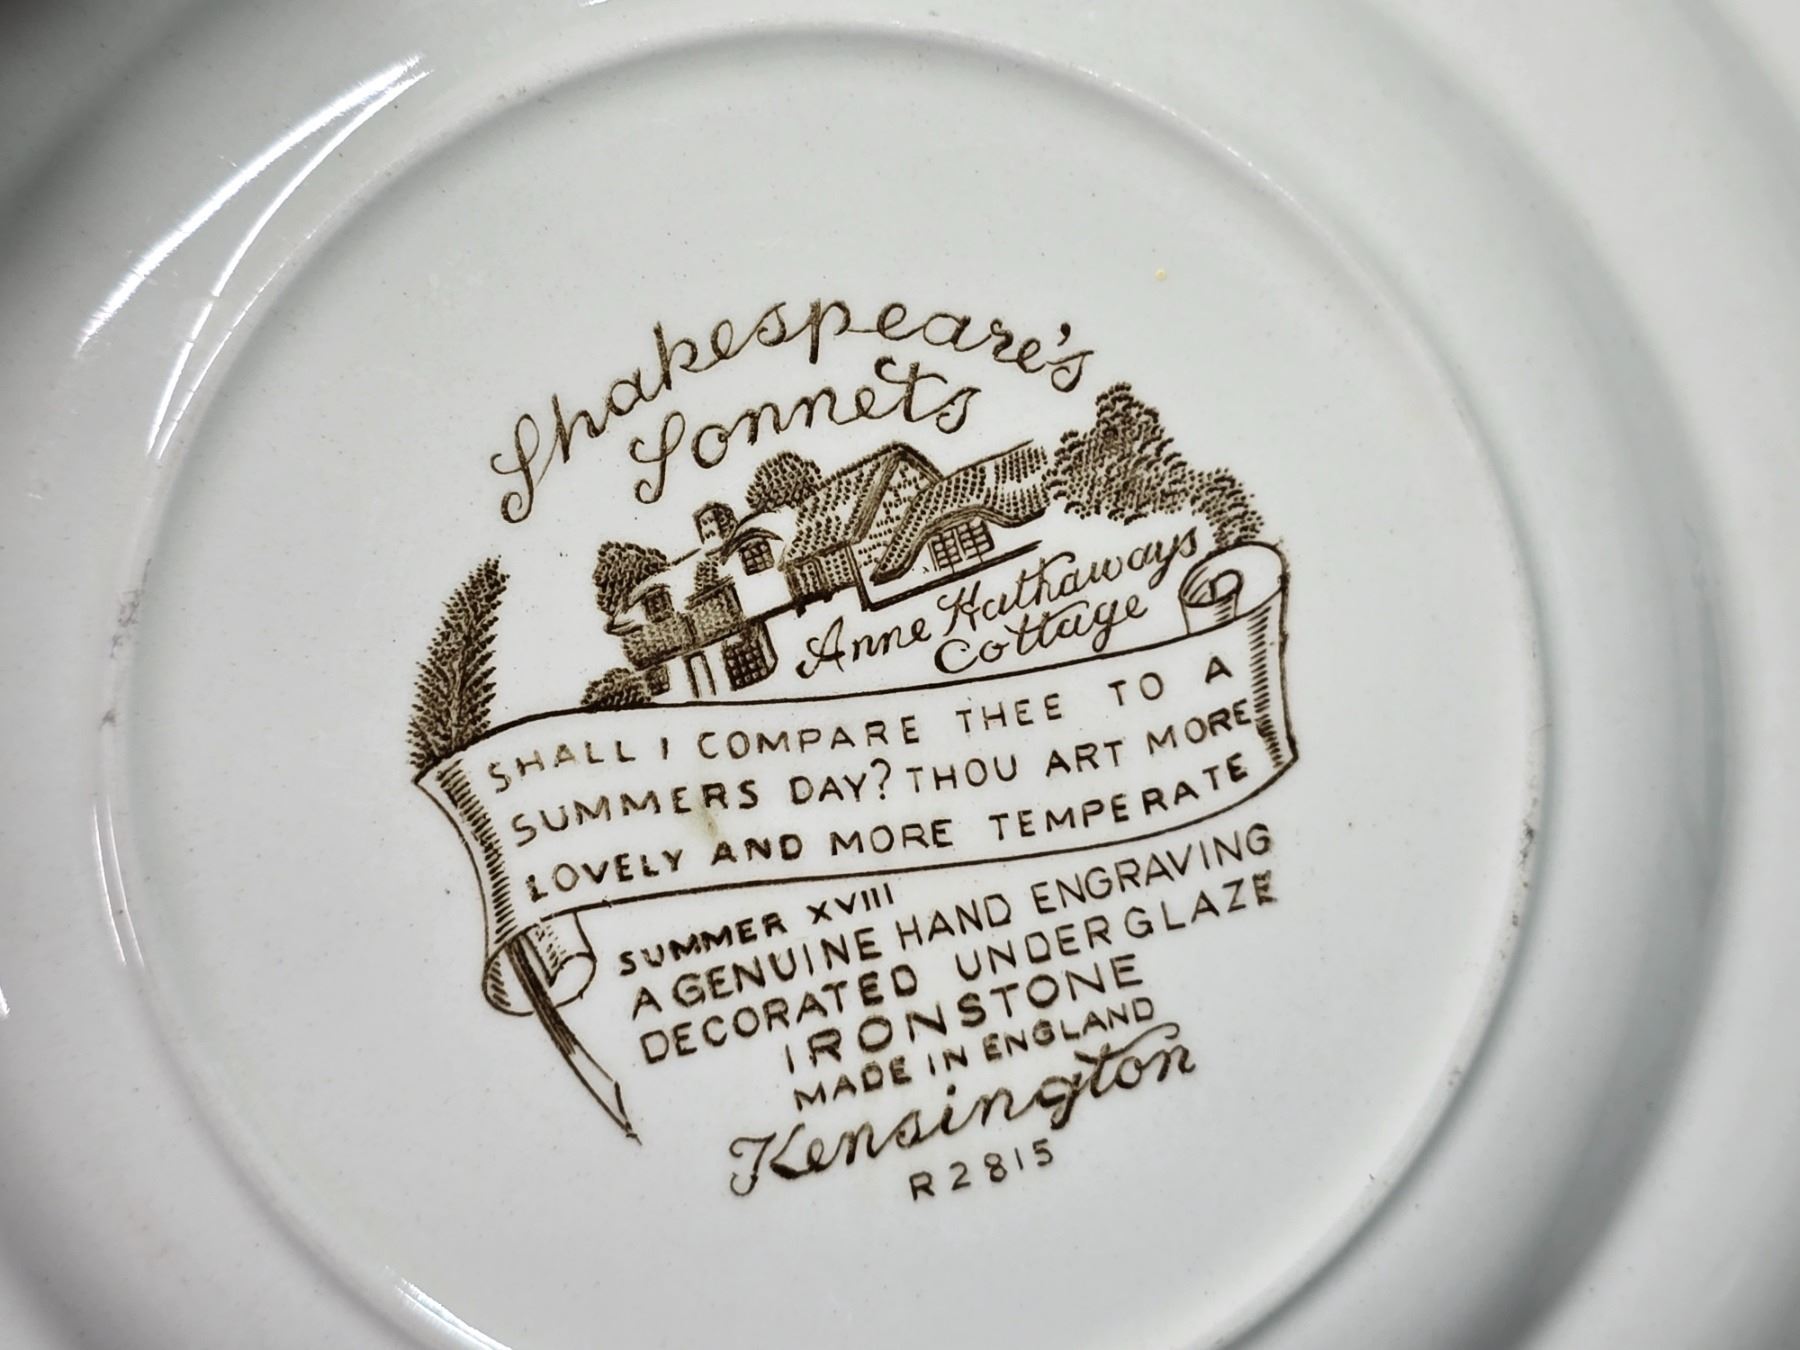 Shakespeare's
Sonnets
Anne Hathaways
Cottage
SHALL I COMPARE THEE TO A
SUMMERS DAY? THOU ART MORE
LOVELY AND MORE TEMPERATE
SUMMER XVIII
A GENUINE HAND ENGRAVING
DECORATED UNDERGLAZE
IRONSTONE
MADE IN ENGLAND
Kensington
R2815